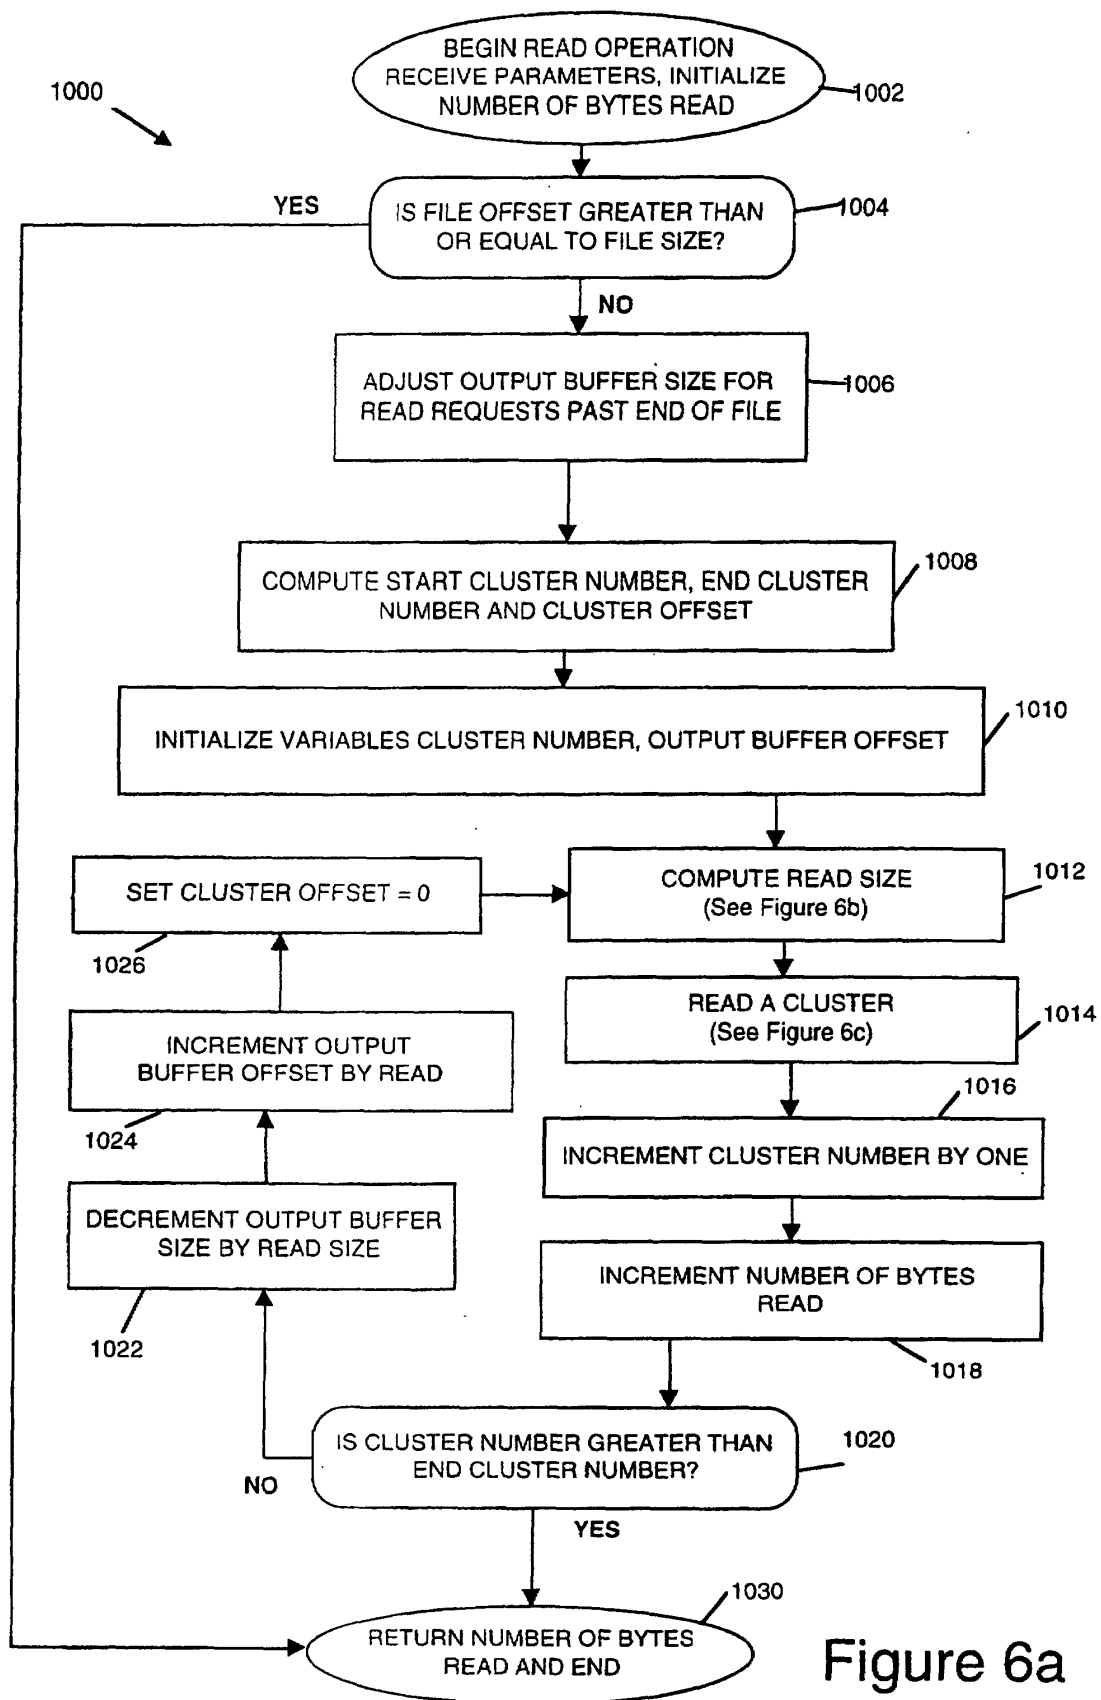 BEGIN READ OPERATION
RECEIVE PARAMETERS, INITIALIZE
NUMBER OF BYTES READ
1002
1000
YES
IS FILE OFFSET GREATER THAN
OR EQUAL TO FILE SIZE?
1004
NO
ADJUST OUTPUT BUFFER SIZE FOR
READ REQUESTS PAST END OF FILE
1006
COMPUTE START CLUSTER NUMBER, END CLUSTER
NUMBER AND CLUSTER OFFSET
1008
INITIALIZE VARIABLES CLUSTER NUMBER, OUTPUT BUFFER OFFSET
1010
SET CLUSTER OFFSET = 0
1026
COMPUTE READ SIZE
(See Figure 6b)
1012
READ A CLUSTER
(See Figure 6c)
1014
INCREMENT OUTPUT
BUFFER OFFSET BY READ
1024
1016
INCREMENT CLUSTER NUMBER BY ONE
DECREMENT OUTPUT BUFFER
SIZE BY READ SIZE
1022
INCREMENT NUMBER OF BYTES
READ
1018
IS CLUSTER NUMBER GREATER THAN
END CLUSTER NUMBER?
1020
NO
YES
1030
RETURN NUMBER OF BYTES
READ AND END
Figure 6a